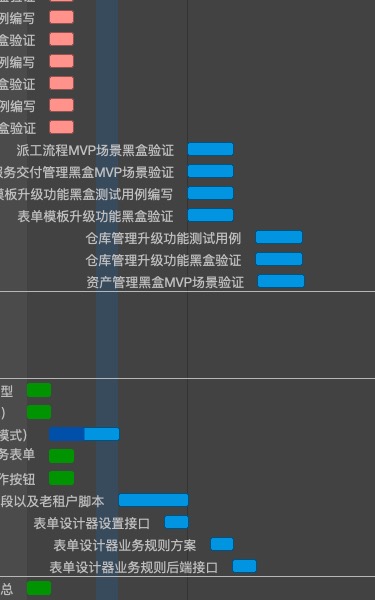 例编写
盒验证
例编写
盒验证
例编写
盒验证
派工流程MVP场景黑盒验证
服务交付管理黑盒MVP场景验证
模板升级功能黑盒测试用例编写
表单模板升级功能黑盒验证
仓库管理升级功能测试用例
仓库管理升级功能黑盒验证
资产管理黑盒MVP场景验证
型
)
模式)
务表单
作按钮
段以及老租户脚本
表单设计器设置接口
表单设计器业务规则方案
表单设计器业务规则后端接口
总